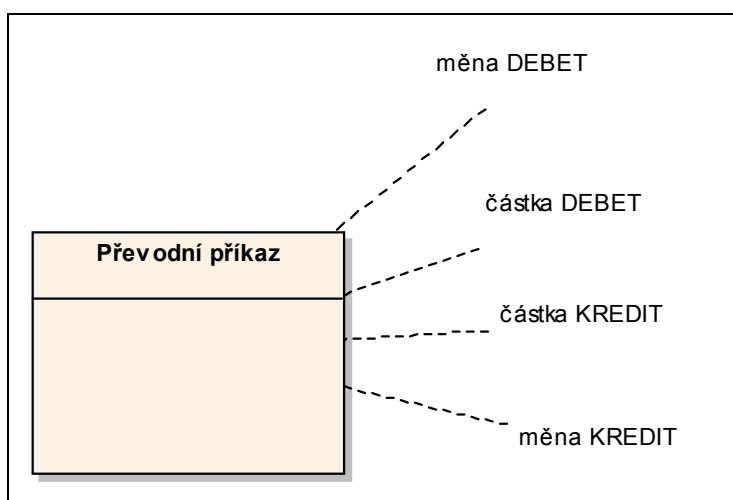 měna DEBET
částka DEBET
Převodní příkaz
částka KREDIT
měna KREDIT